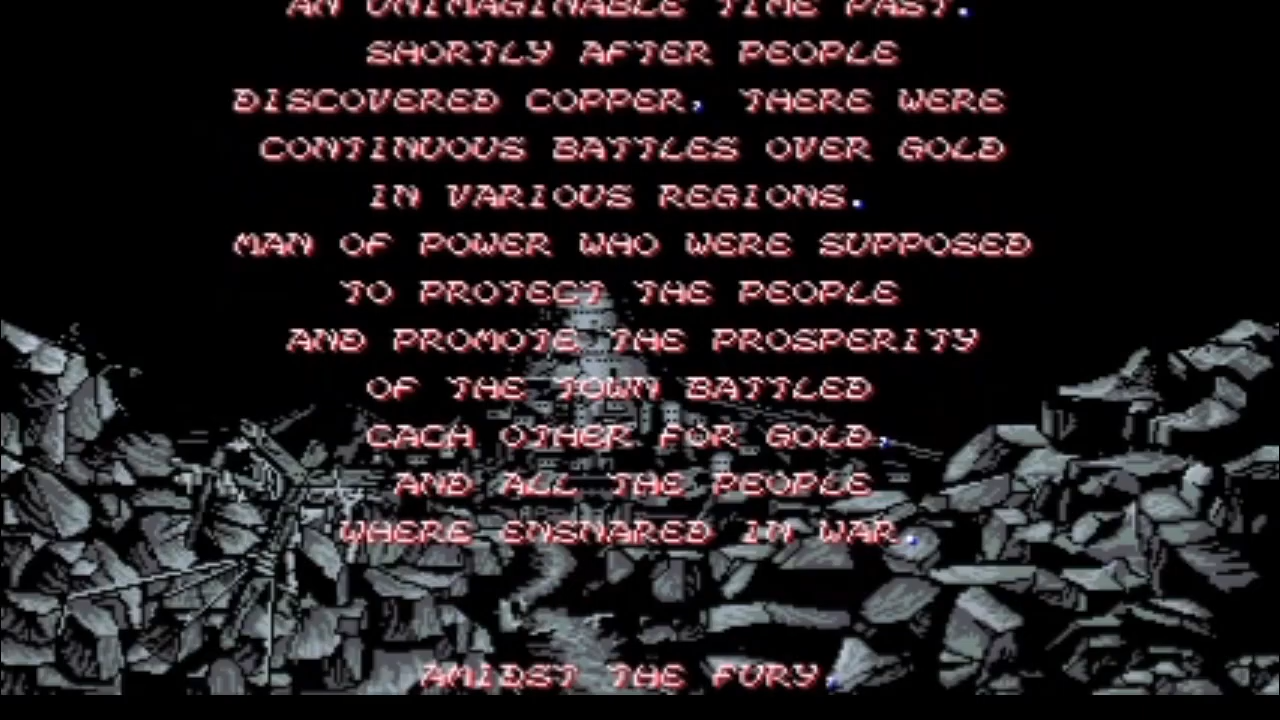 AN UNIMAGINABLE TIME PAST.
SHORTLY AFTER PEOPLE
DISCOVERED COPPER, THERE WERE
CONTINUOUS BATTLES OVER GOLD
IN VARIOUS REGIONS.
MAN OF POWER WHO WERE SUPPOSED
TO PROTECT THE PEOPLE
AND PROMOTE THE PROSPERITY
OF THE TOWN BATTLED
EACH OTHER FOR GOLD,
AND ALL THE PEOPLE
WHERE ENSNARED IN WAR.
AMIDST THE FURY,